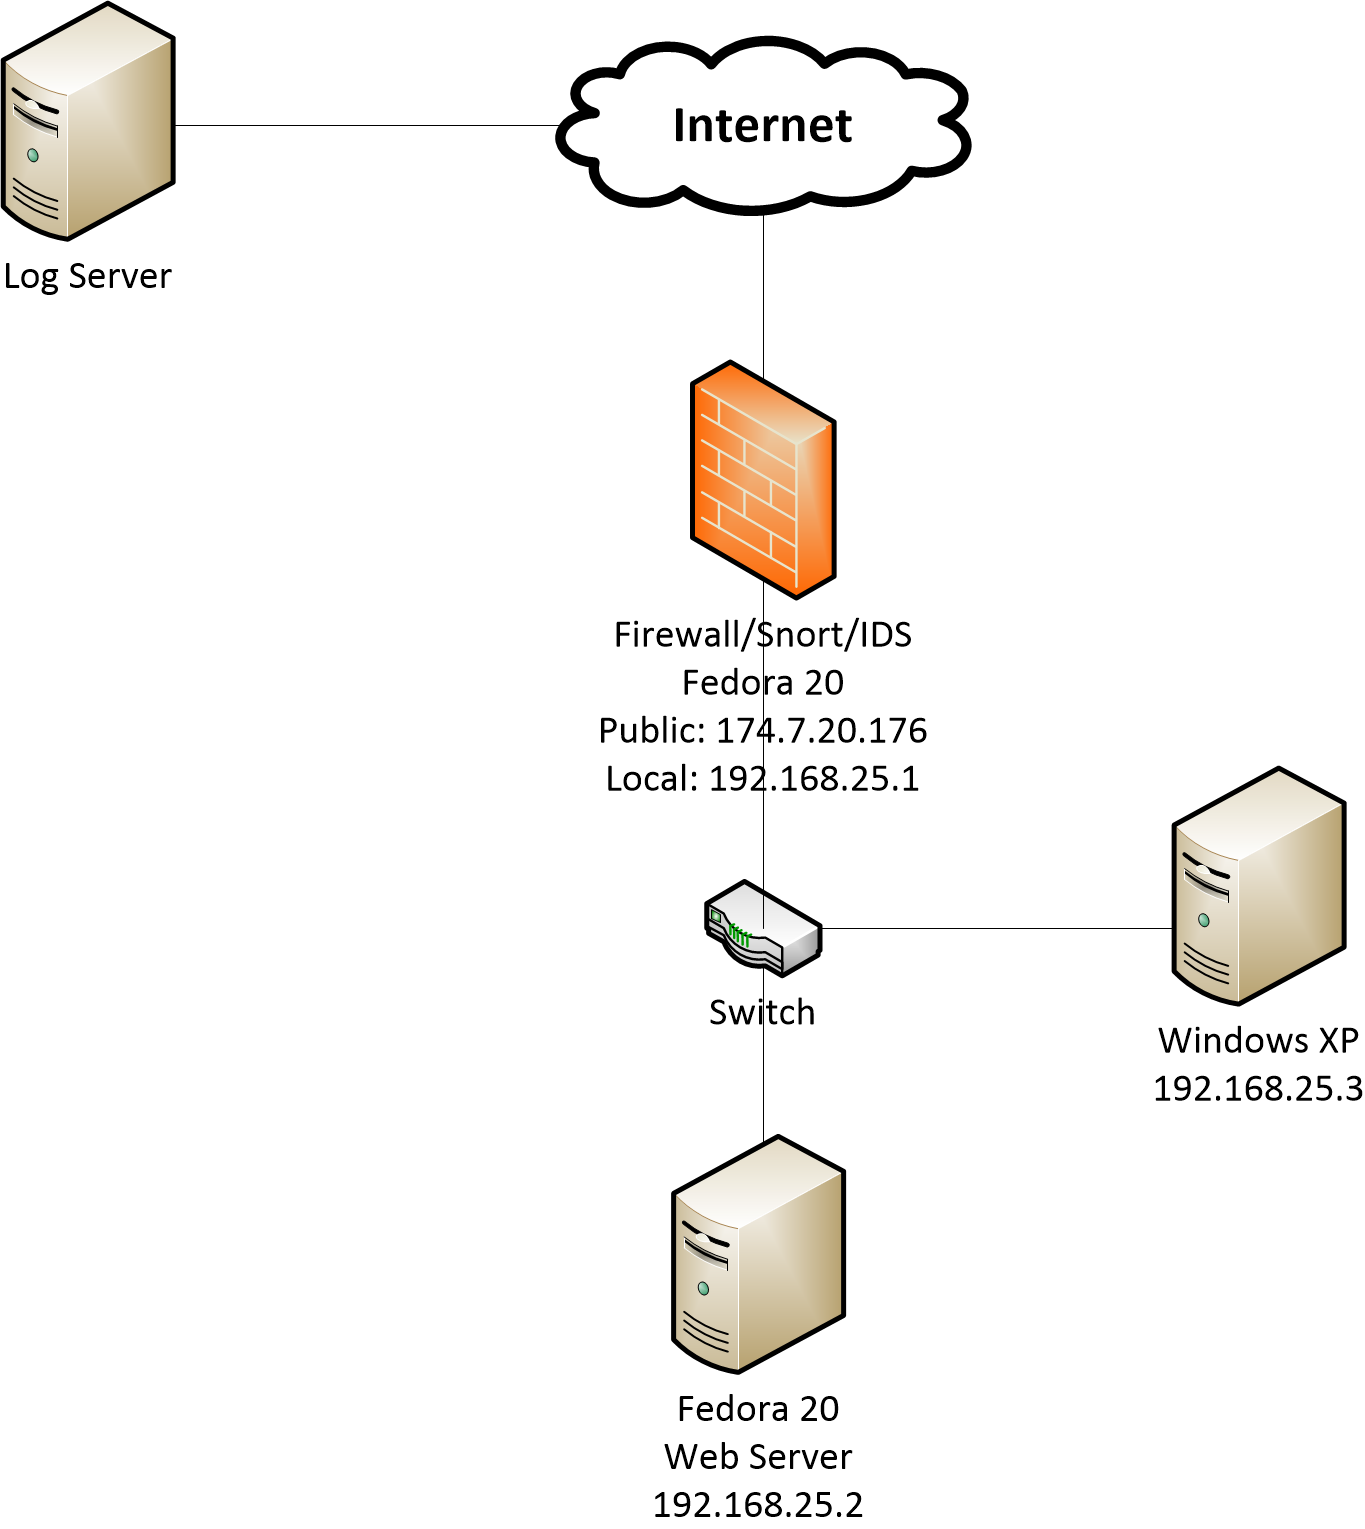 Internet
Log Server
Firewall/Snort/IDS
Fedora 20
Public: 174.7.20.176
Local: 192.168.25.1
Switch
Windows XP
192.168.25.3
Fedora 20
Web Server
192.168.25.2